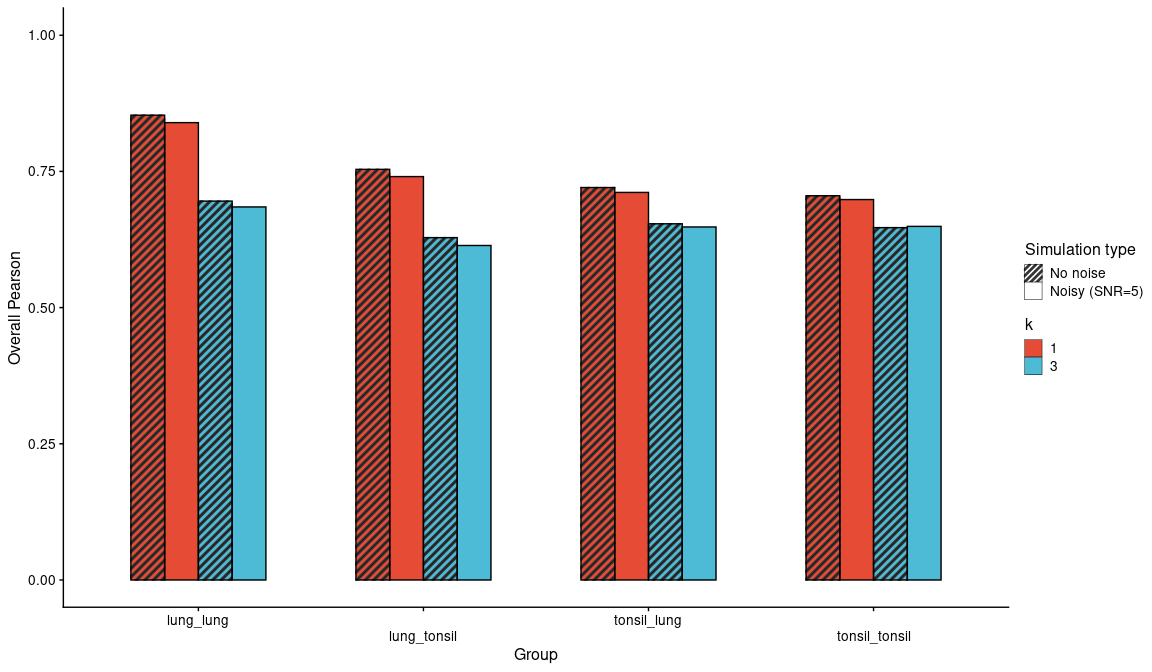 1.00
0.75
0.50
0.25
0.00
Overall Pearson
lung_lung
lung_tonsil
tonsil_lung
tonsil_tonsil
Group
Simulation type
No noise
Noisy (SNR=5)
k
1
3